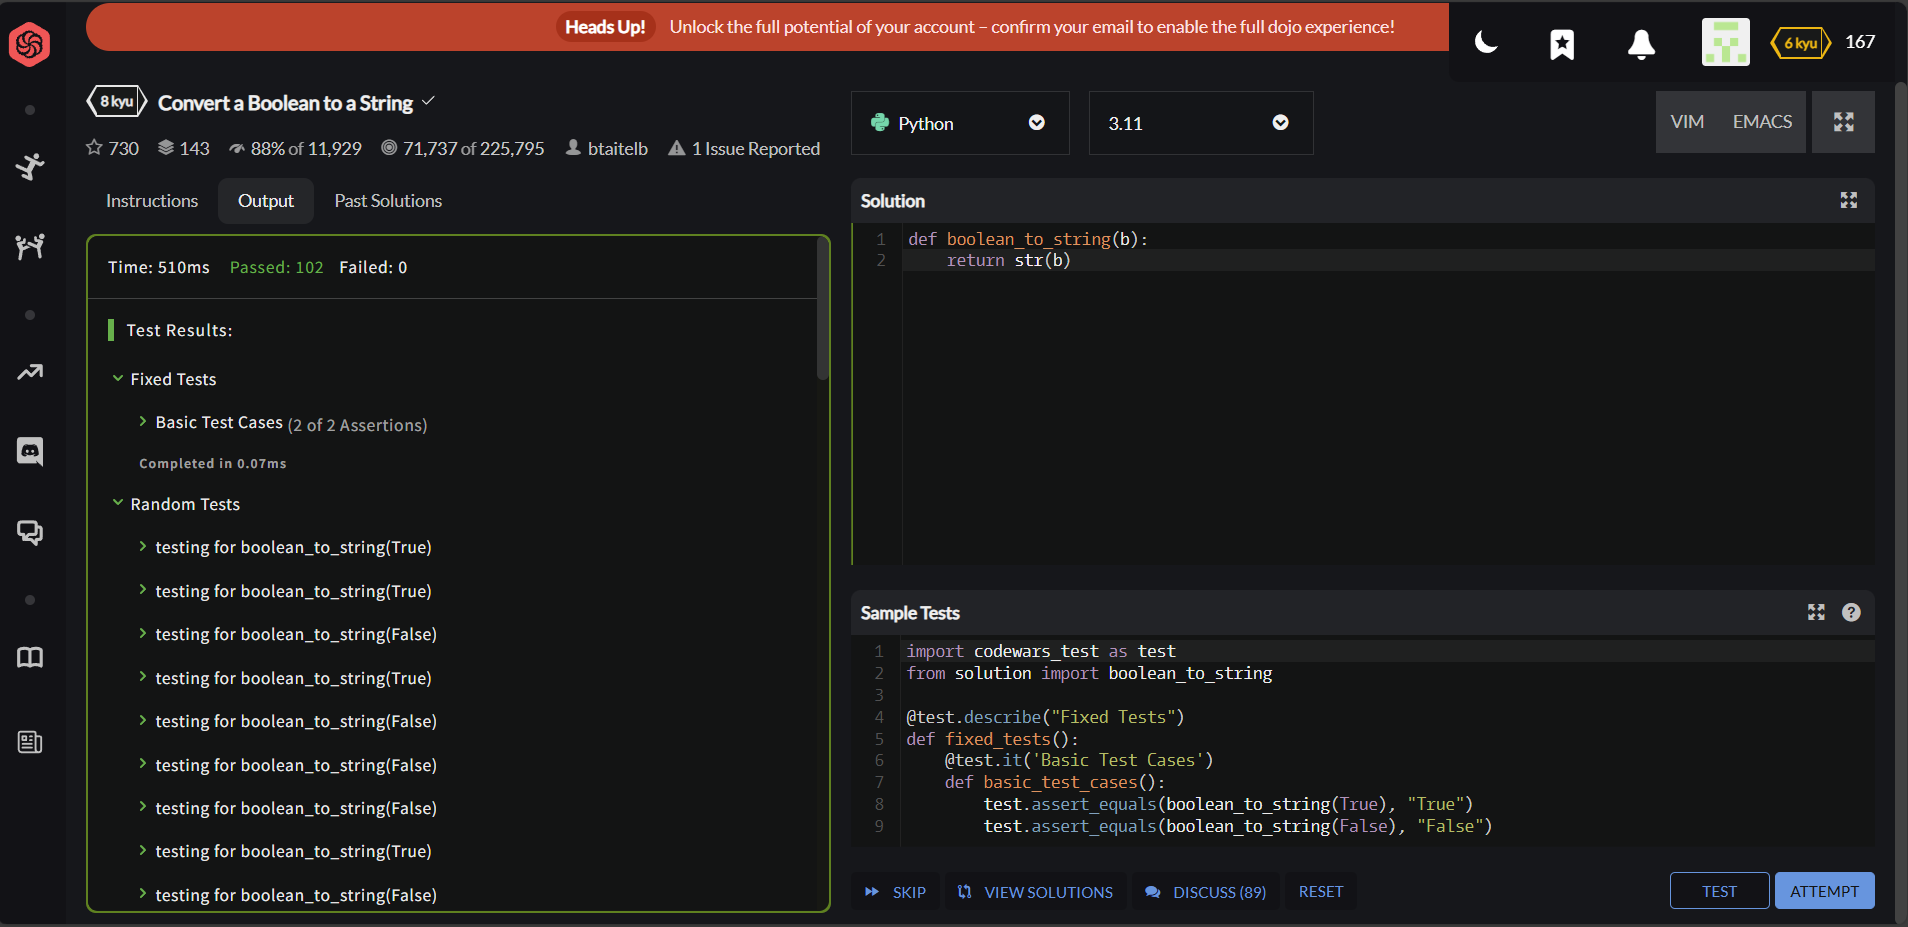 Heads Up! Unlock the full potential of your account – confirm your email to enable the full dojo experience!
6 kyu 167
8 kyu Convert a Boolean to a String
730 143 88% of 11,929 71,737 of 225,795 btaitelb 1 Issue Reported
Instructions Output Past Solutions
Time: 510ms Passed: 102 Failed: 0
Test Results:
Fixed Tests
Basic Test Cases (2 of 2 Assertions)
Completed in 0.07ms
Random Tests
testing for boolean_to_string(True)
testing for boolean_to_string(True)
testing for boolean_to_string(False)
testing for boolean_to_string(True)
testing for boolean_to_string(False)
testing for boolean_to_string(False)
testing for boolean_to_string(False)
testing for boolean_to_string(True)
testing for boolean_to_string(False)
Python 3.11 VIM EMACS
Solution
1 def boolean_to_string(b):
2     return str(b)
Sample Tests ?
1 import codewars_test as test
2 from solution import boolean_to_string
3
4 @test.describe("Fixed Tests")
5 def fixed_tests():
6     @test.it('Basic Test Cases')
7     def basic_test_cases():
8         test.assert_equals(boolean_to_string(True), "True")
9         test.assert_equals(boolean_to_string(False), "False")
SKIP VIEW SOLUTIONS DISCUSS (89) RESET TEST ATTEMPT